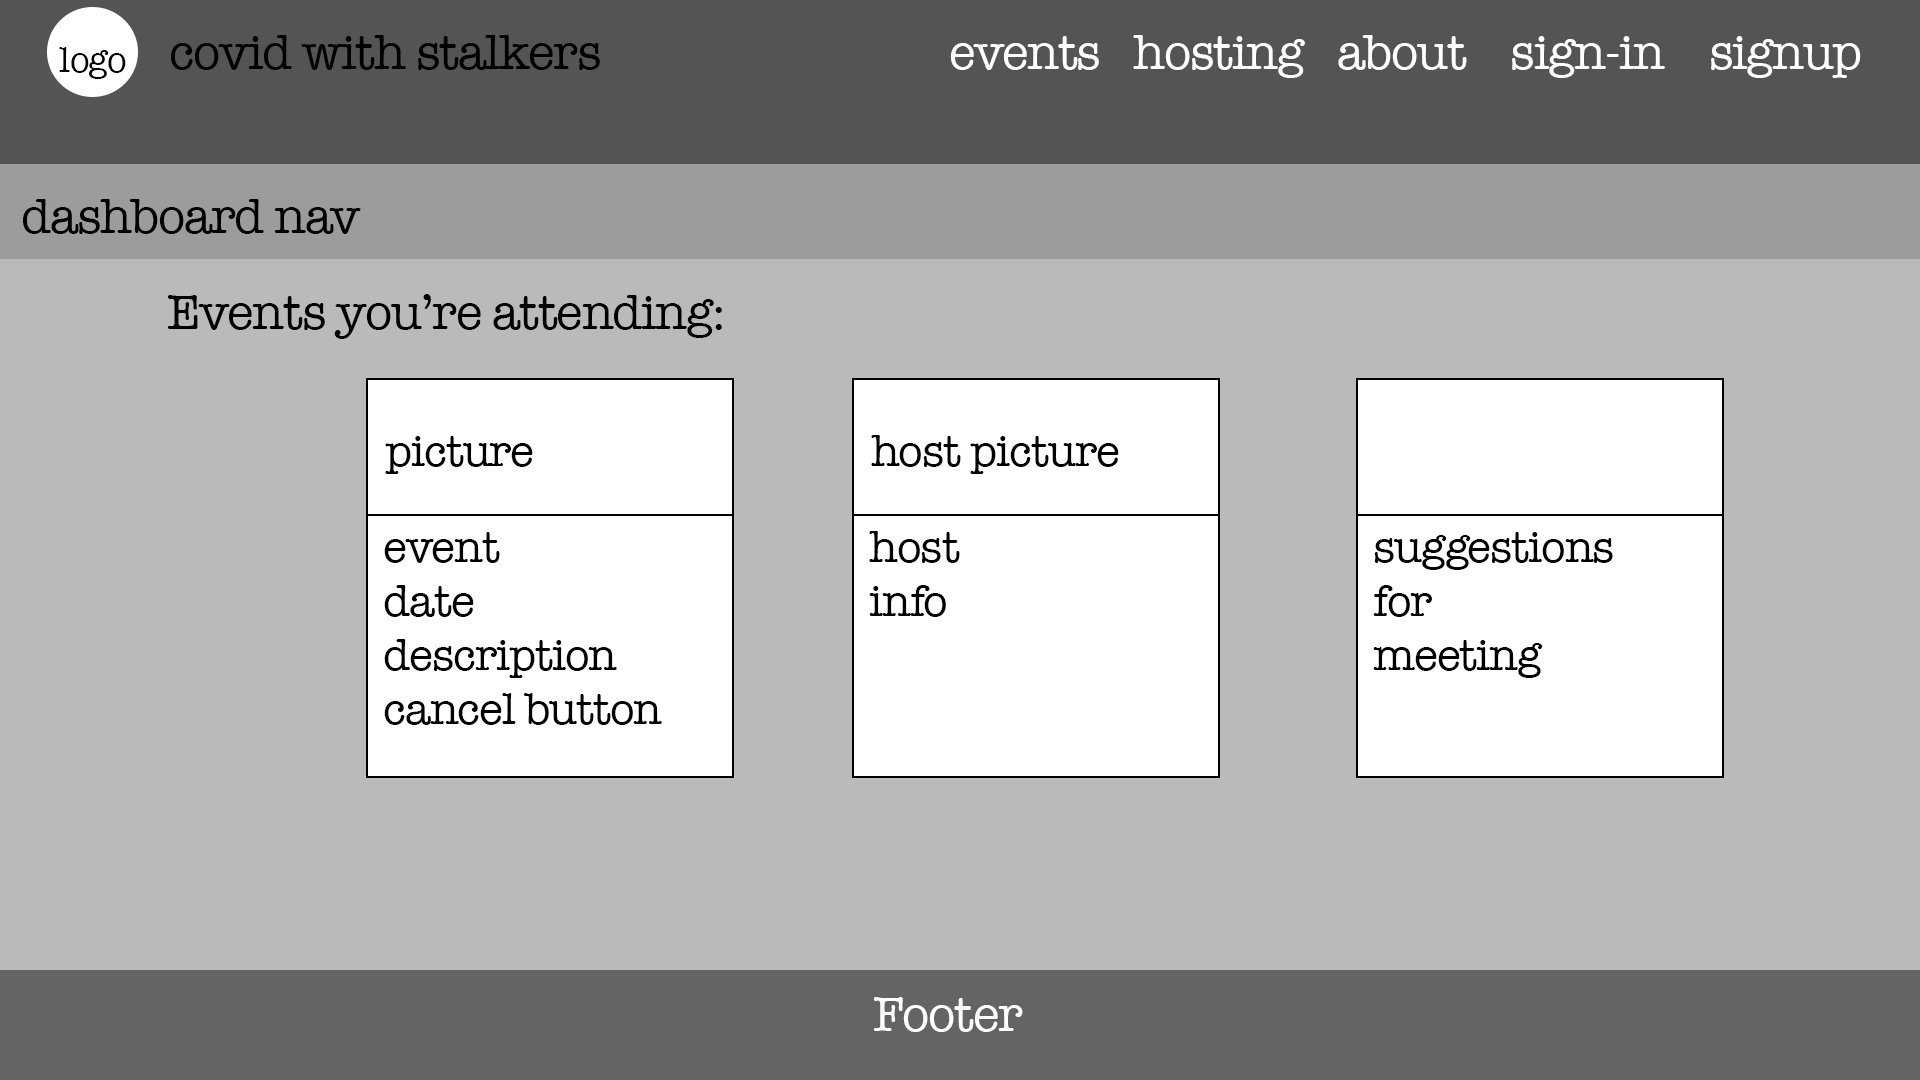 logo
covid with stalkers
events hosting about sign-in signup
dashboard nav
Events you’re attending:
picture
event
date
description
cancel button
host picture
host
info
suggestions
for
meeting
Footer